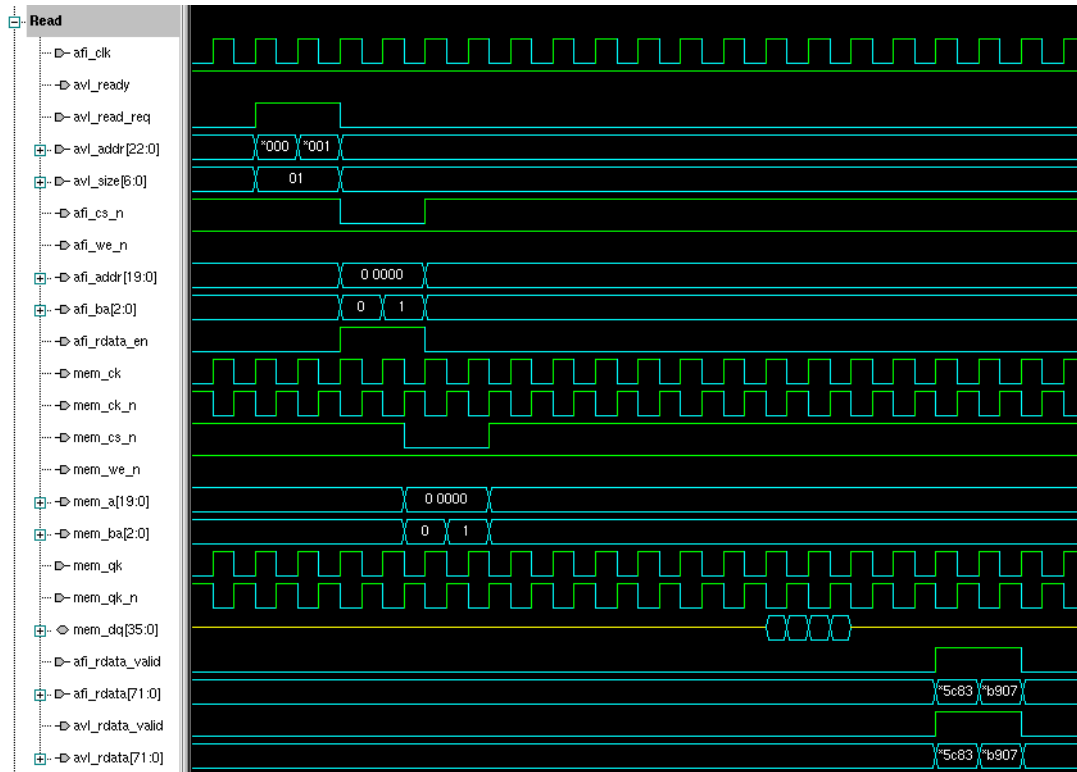 Read
afi_clk
avl_ready
avl_read_req
avl_addr[22:0] *000 *001
avl_size[6:0] 01
afi_cs_n
afi_we_n
afi_addr[19:0] 0 0000
afi_ba[2:0] 0 1
afi_rdata_en
mem_ck
mem_ck_n
mem_cs_n
mem_we_n
mem_a[19:0] 0 0000
mem_ba[2:0] 0 1
mem_qk
mem_qk_n
mem_dq[35:0]
afi_rdata_valid
afi_rdata[71:0] *5c83 *b907
avl_rdata_valid
avl_rdata[71:0] *5c83 *b907